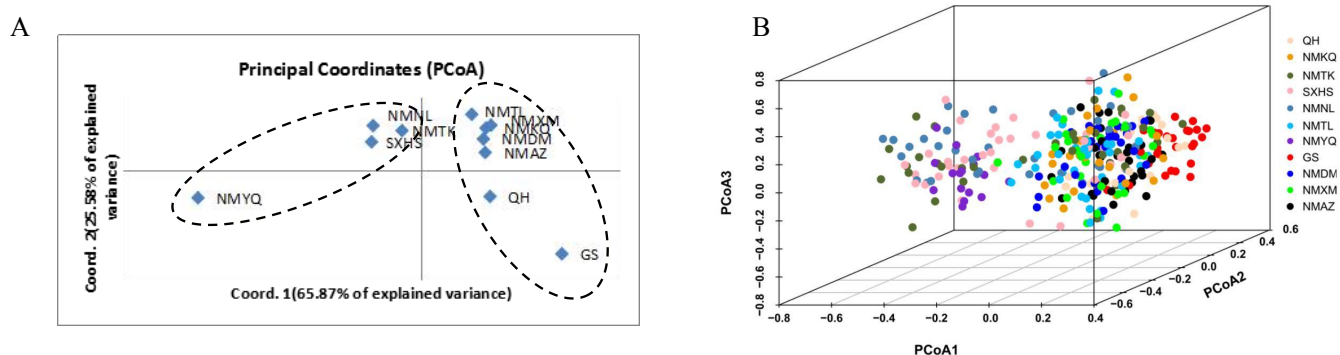 A
Principal Coordinates (PCoA)
Coord. 2(25.58% of explained
variance)
NMNL
NMTK
SXHS
NMTL
NMXM
NMKQ
NMDM
NMAZ
NMYQ
QH
GS
Coord. 1(65.87% of explained variance)
B
PCoA3
0.8
0.6
0.4
0.2
0.0
−0.2
−0.4
−0.6
−0.8
−0.8
−0.6
−0.4
−0.2
0.0
0.2
0.4
PCoA1
−0.6
−0.4
−0.2
0.0
0.2
0.4
0.6
PCoA2
QH
NMKQ
NMTK
SXHS
NMNL
NMTL
NMYQ
GS
NMDM
NMXM
NMAZ